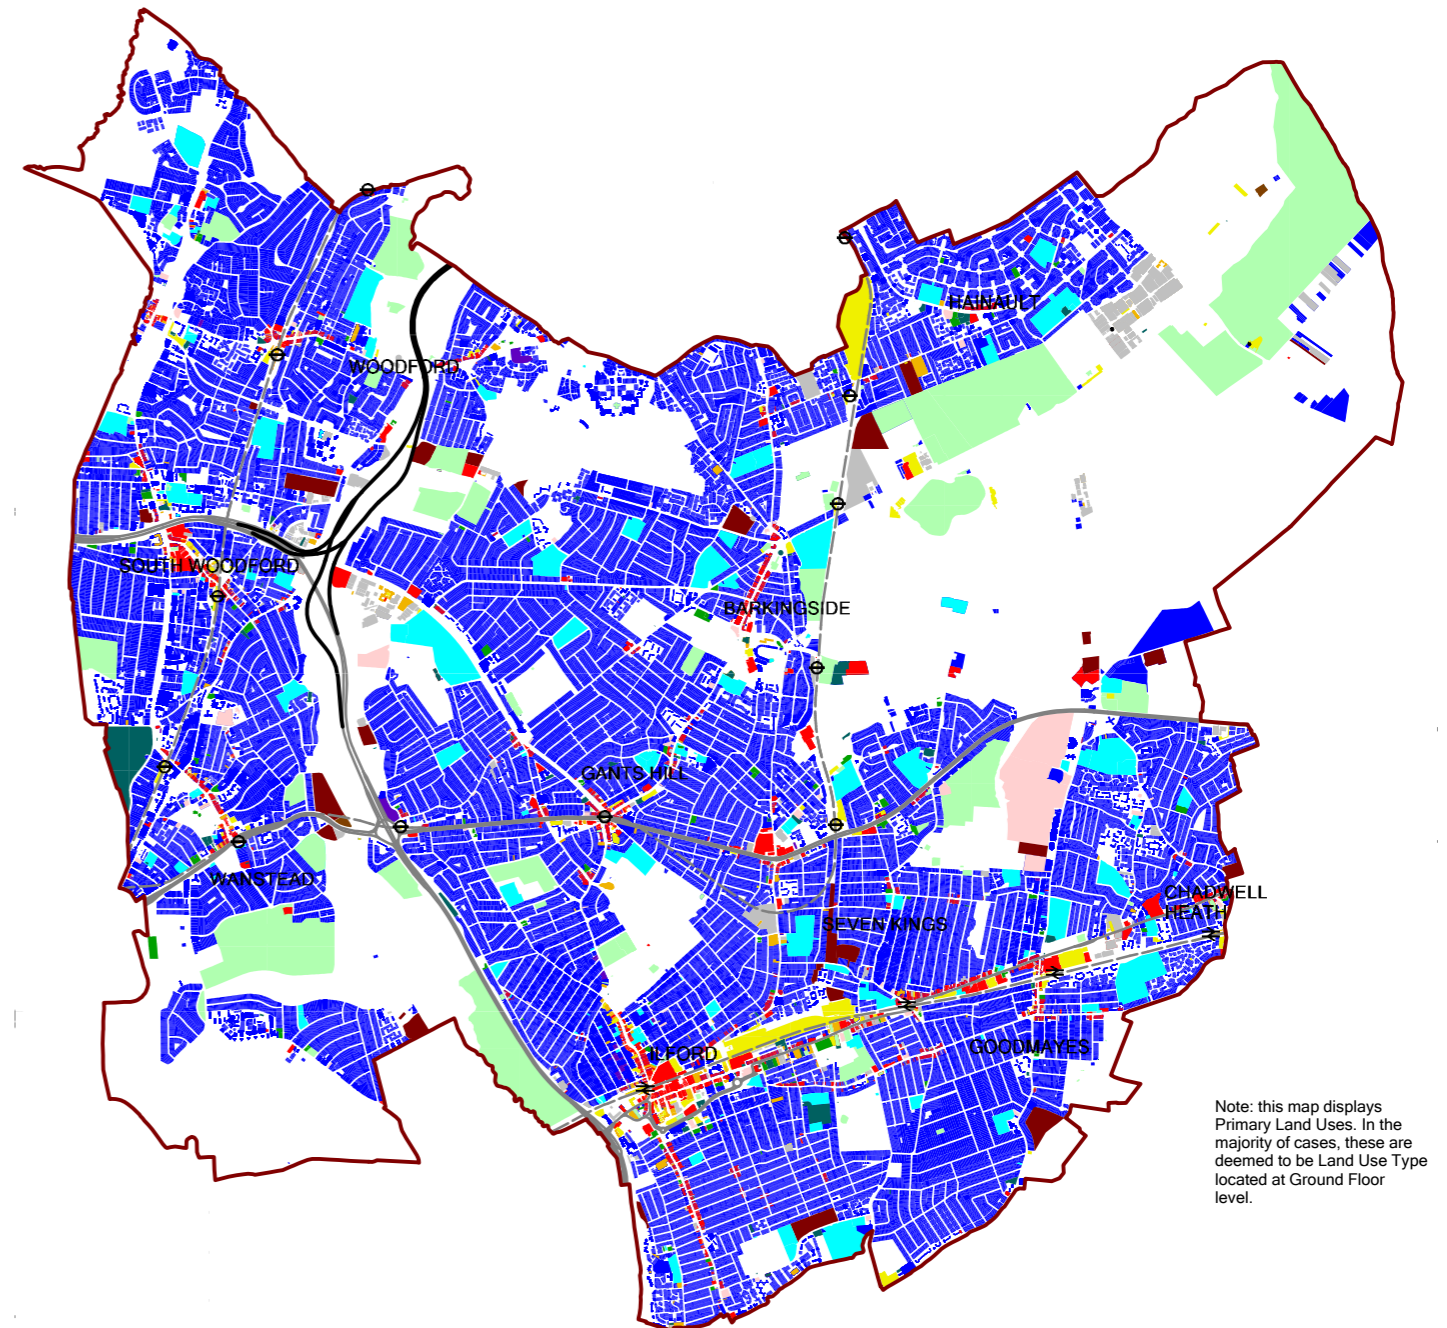 HAINAULT
WOODFORD
SOUTH WOODFORD
BARKINGSIDE
GANTS HILL
WANSTEAD
CHADWELL
HEATH
SEVEN KINGS
GOODMAYES
ILFORD
Note: this map displays
Primary Land Uses. In the
majority of cases, these are
deemed to be Land Use Type
located at Ground Floor
level.